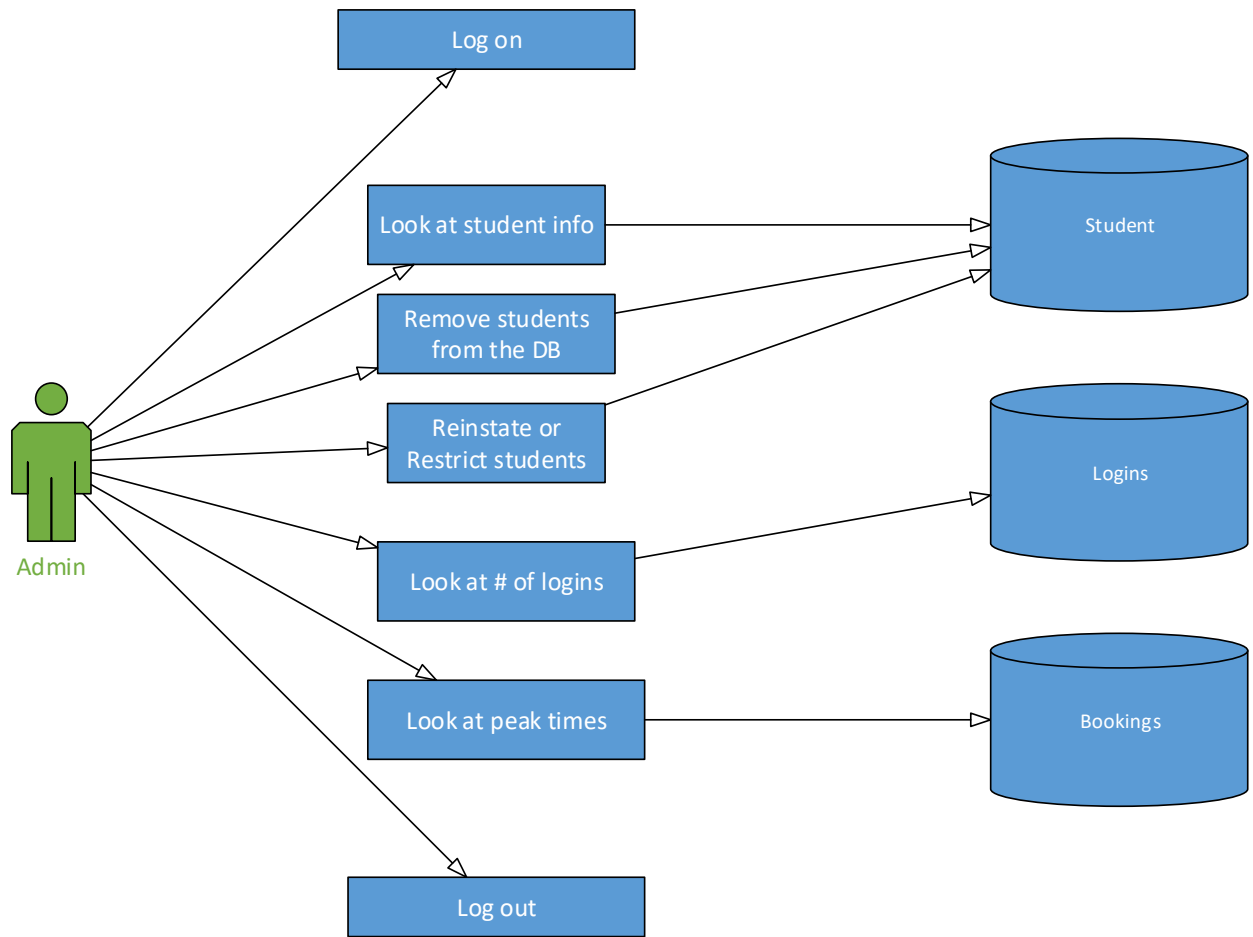 Log on
Look at student info
Student
Remove students
from the DB
Reinstate or
Restrict students
Logins
Admin
Look at # of logins
Look at peak times
Bookings
Log out